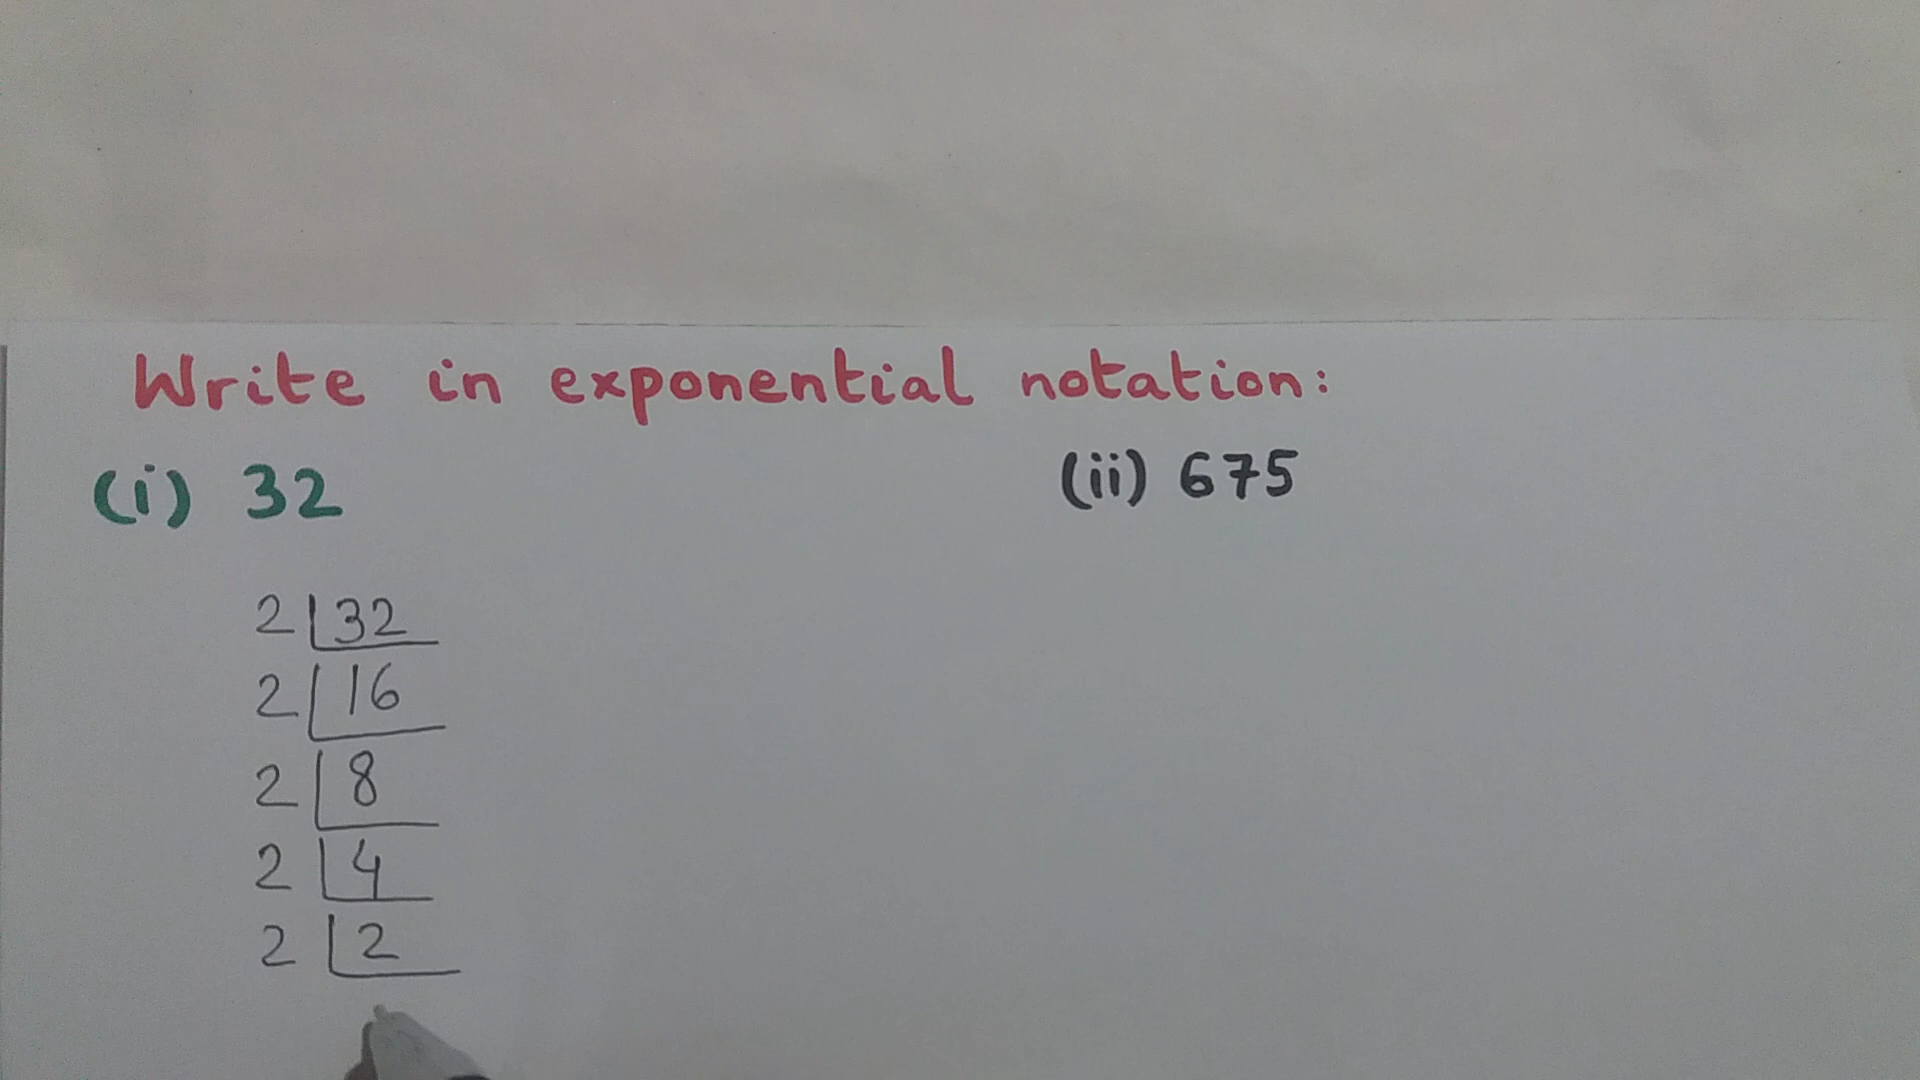 Write in exponential notation:
(i) 32
(ii) 675
2 32
2 16
2 8
2 4
2 2